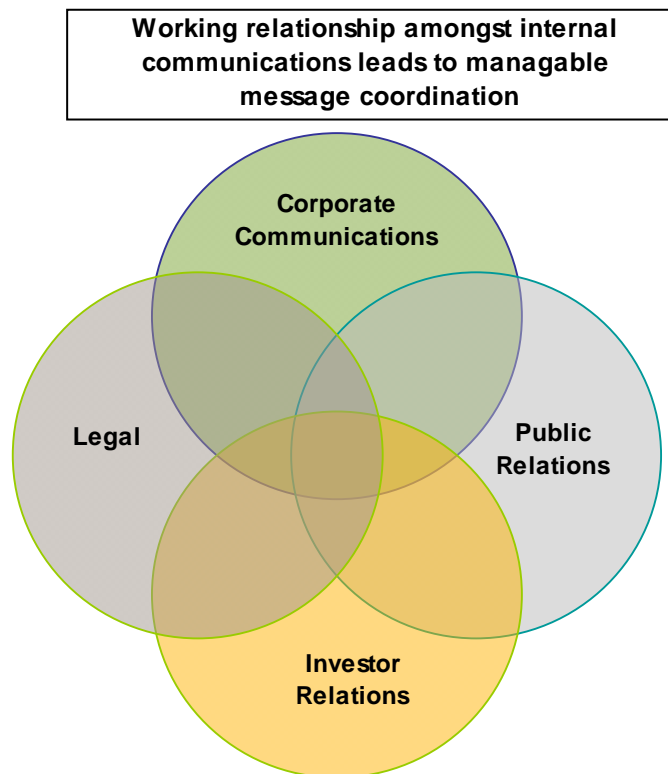 Working relationship amongst internal
communications leads to managable
message coordination
Corporate
Communications
Legal
Public
Relations
Investor
Relations